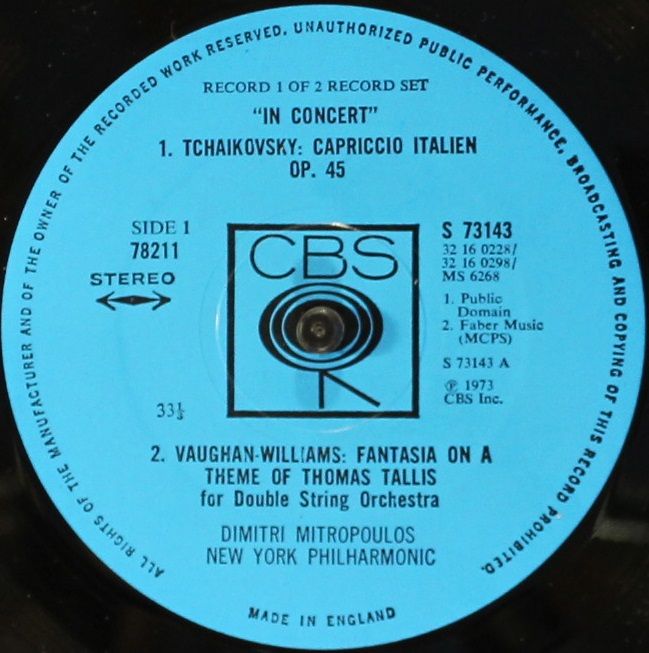 ALL RIGHTS OF THE MANUFACTURER AND OF THE OWNER OF THE RECORDED WORK RESERVED. UNAUTHORIZED PUBLIC PERFORMANCE, BROADCASTING AND COPYING OF THIS RECORD PROHIBITED.
RECORD 1 OF 2 RECORD SET
"IN CONCERT"
1. TCHAIKOVSKY: CAPRICCIO ITALIEN
OP. 45
SIDE 1
78211
STEREO
CBS
S 73143
32 16 0228/
32 16 0298/
MS 6268
1. Public
Domain
2. Faber Music
(MCPS)
S 73143 A
℗ 1973
CBS Inc.
33⅓
2. VAUGHAN-WILLIAMS: FANTASIA ON A
THEME OF THOMAS TALLIS
for Double String Orchestra
DIMITRI MITROPOULOS
NEW YORK PHILHARMONIC
MADE IN ENGLAND